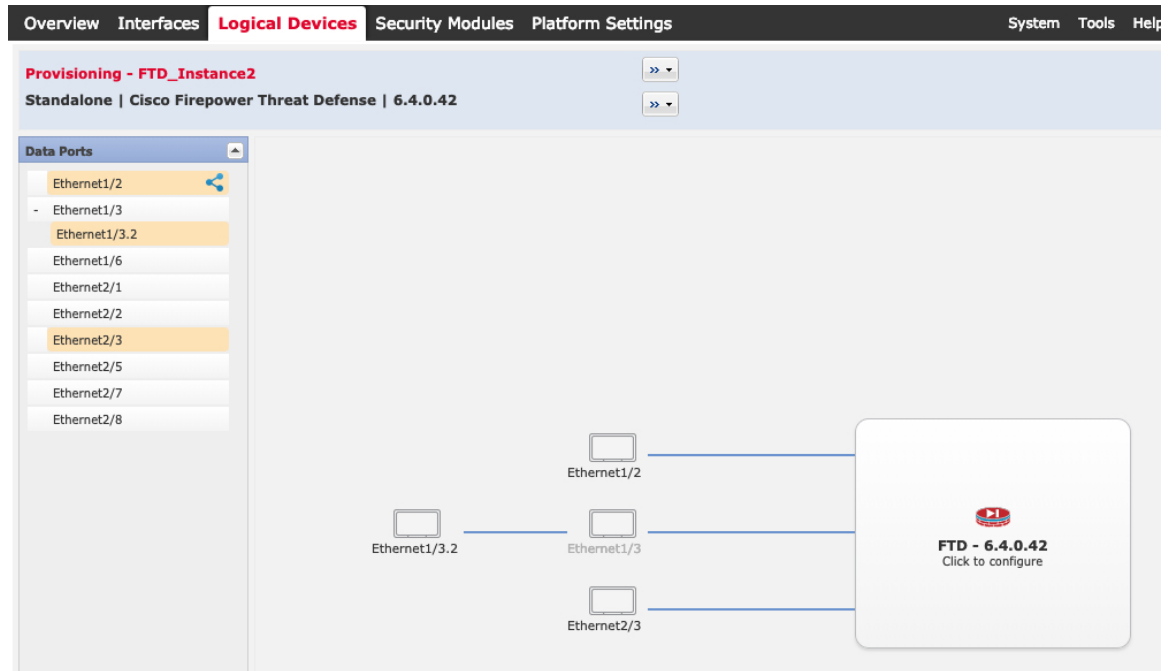 Overview Interfaces Logical Devices Security Modules Platform Settings System Tools Help
Provisioning - FTD_Instance2
Standalone | Cisco Firepower Threat Defense | 6.4.0.42
Data Ports
Ethernet1/2
- Ethernet1/3
Ethernet1/3.2
Ethernet1/6
Ethernet2/1
Ethernet2/2
Ethernet2/3
Ethernet2/5
Ethernet2/7
Ethernet2/8
Ethernet1/2
Ethernet1/3.2
Ethernet1/3
Ethernet2/3
FTD - 6.4.0.42
Click to configure